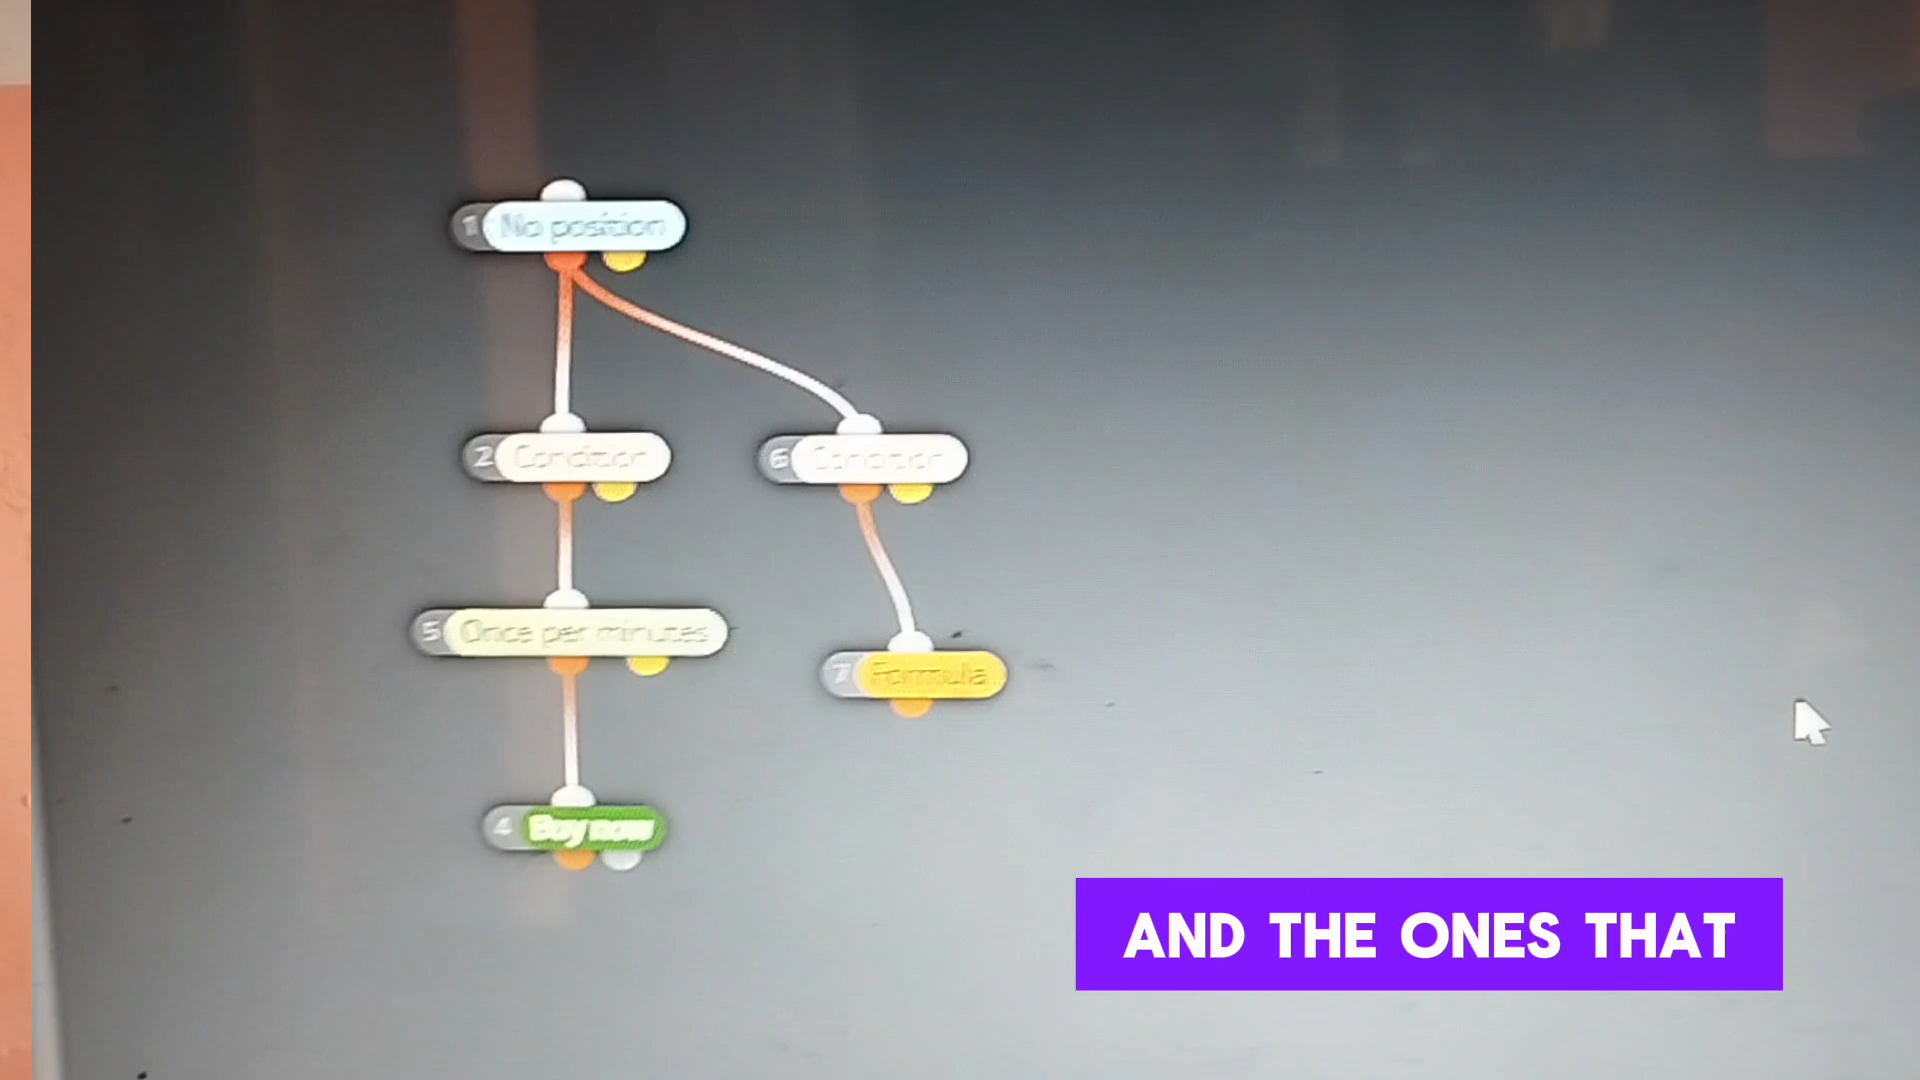 1 No position
2 Condition
6 Condition
5 Once per minutes
7 Formula
4 Buy now
AND THE ONES THAT